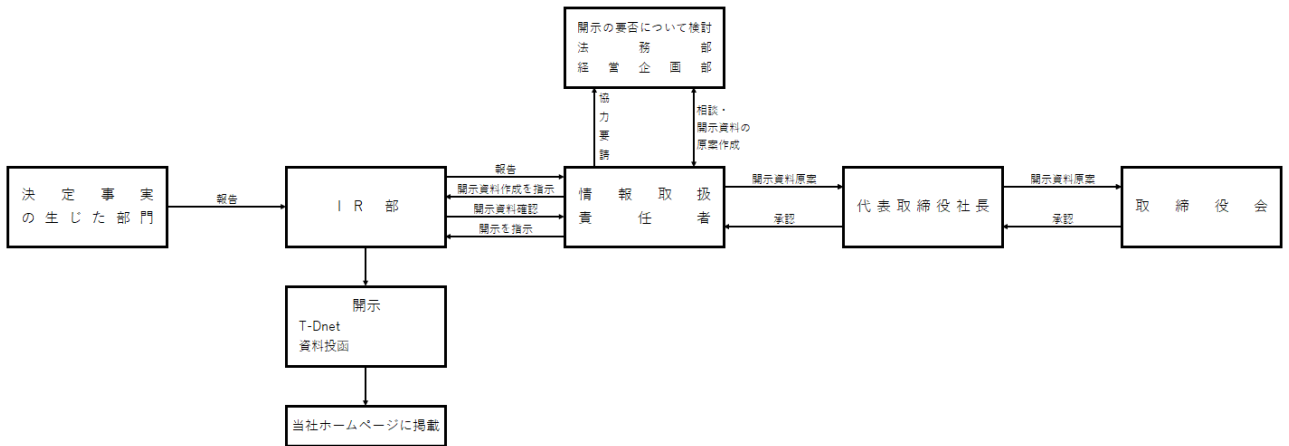 開示の要否について検討
法務部
経営企画部
協力要請
相談・
開示資料の
原案作成
決定事実
の生じた部門
報告
IR部
報告
開示資料作成を指示
開示資料確認
開示を指示
情報取扱
責任者
開示資料原案
承認
代表取締役社長
開示資料原案
承認
取締役会
開示
T-Dnet
資料投函
当社ホームページに掲載